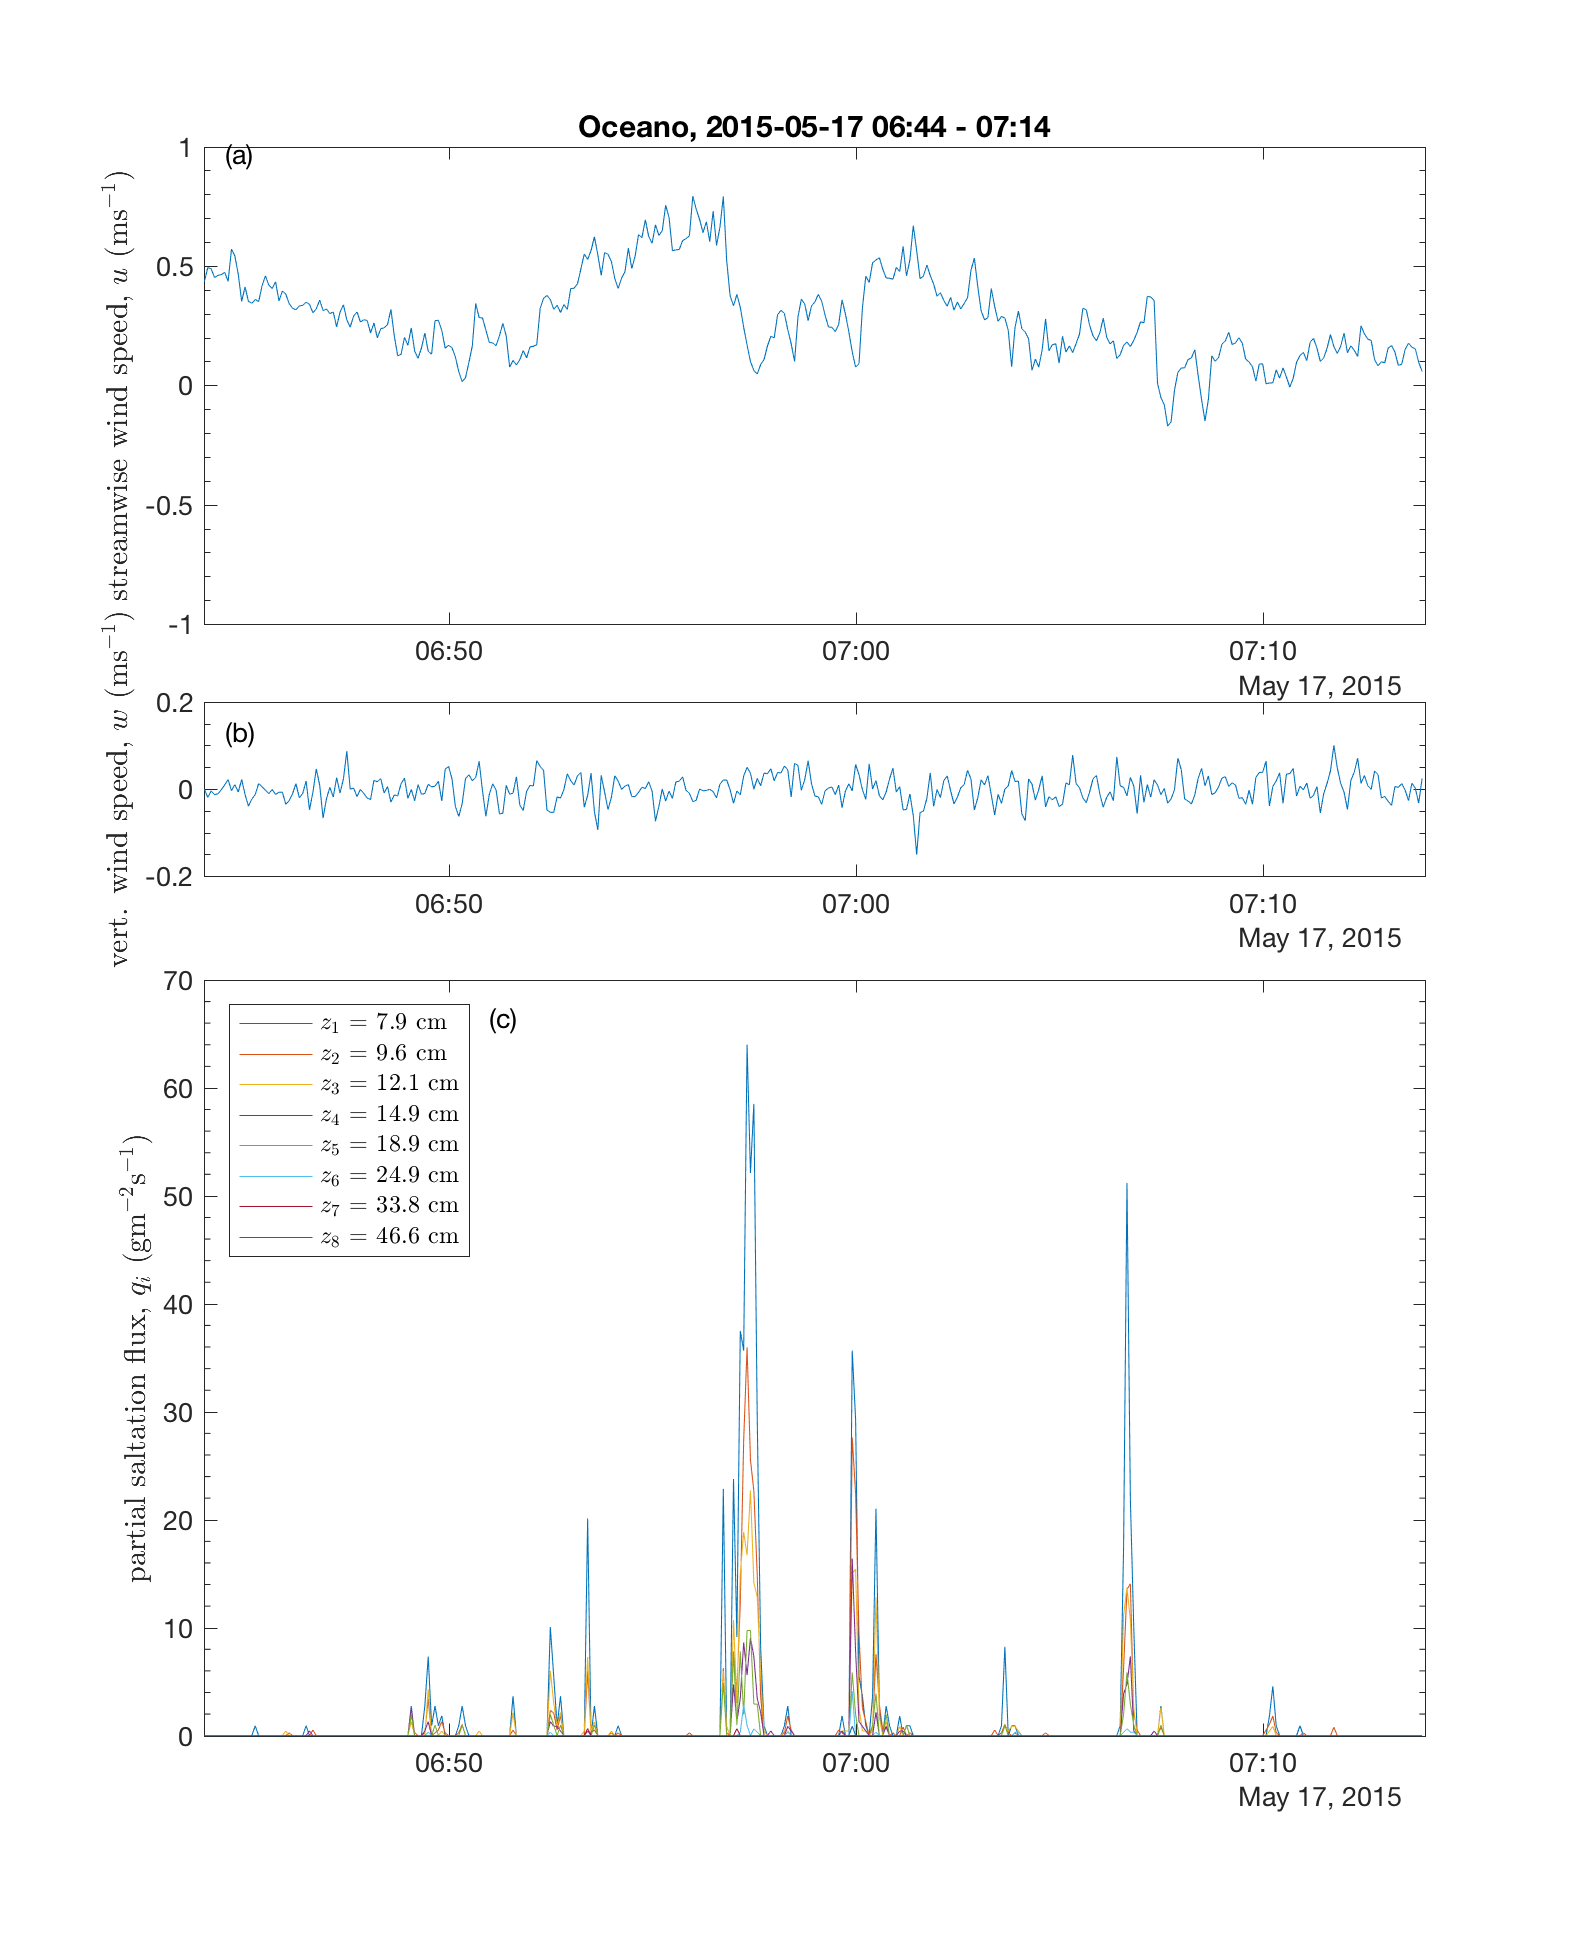 Oceano, 2015-05-17 06:44 - 07:14
(a)
streamwise wind speed, u (ms⁻¹)
1
0.5
0
-0.5
-1
06:50 07:00 07:10
May 17, 2015
(b)
vert. wind speed, w (ms⁻¹)
0.2
0
-0.2
06:50 07:00 07:10
May 17, 2015
(c)
partial saltation flux, qᵢ (gm⁻²s⁻¹)
70
60
50
40
30
20
10
0
z₁ = 7.9 cm
z₂ = 9.6 cm
z₃ = 12.1 cm
z₄ = 14.9 cm
z₅ = 18.9 cm
z₆ = 24.9 cm
z₇ = 33.8 cm
z₈ = 46.6 cm
06:50 07:00 07:10
May 17, 2015